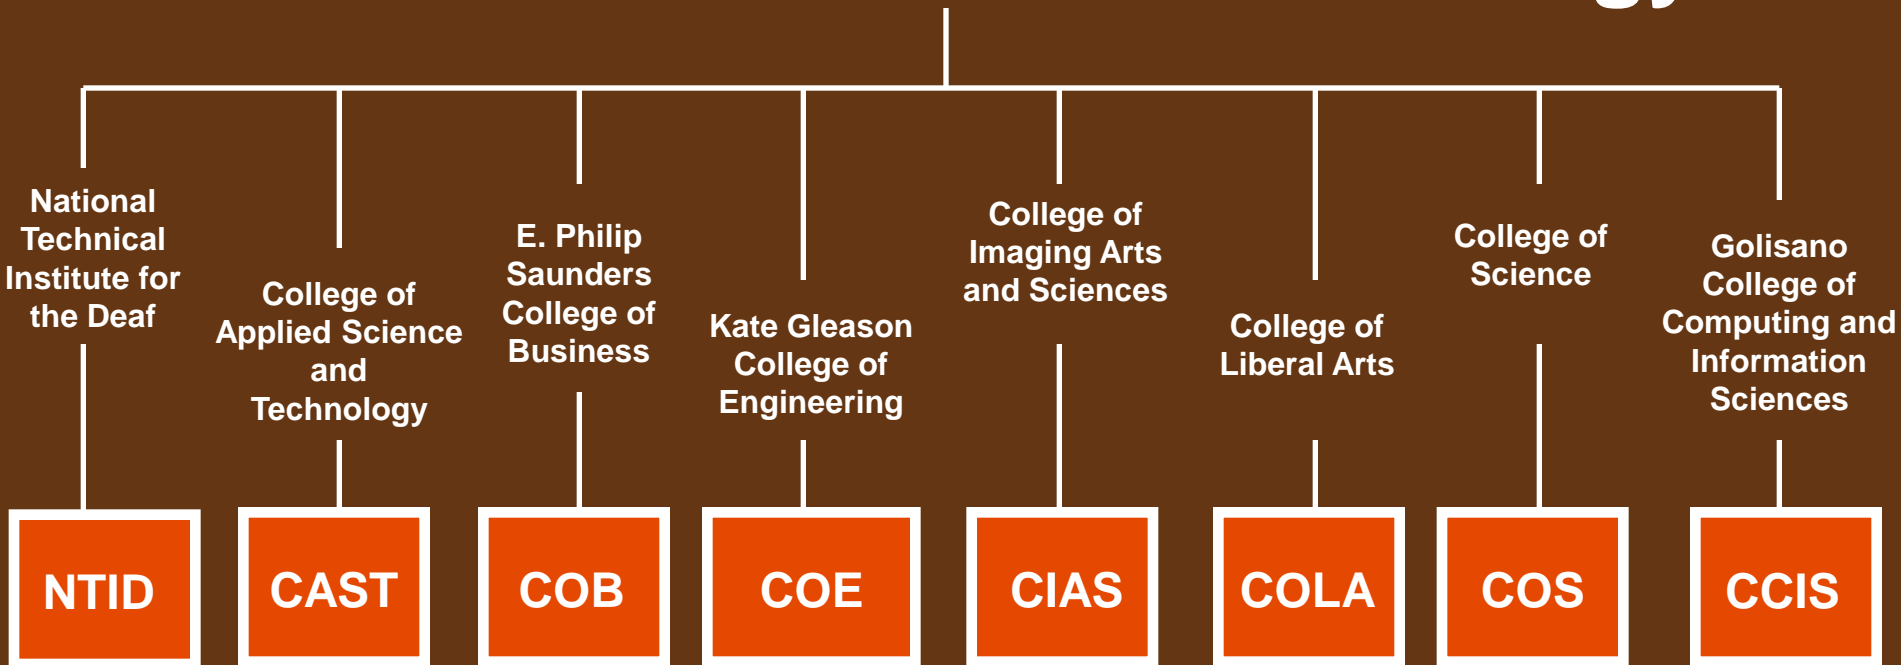 National
Technical
Institute for
the Deaf
College of
Applied Science
and
Technology
E. Philip
Saunders
College of
Business
Kate Gleason
College of
Engineering
College of
Imaging Arts
and Sciences
College of
Liberal Arts
College of
Science
Golisano
College of
Computing and
Information
Sciences
NTID
CAST
COB
COE
CIAS
COLA
COS
CCIS